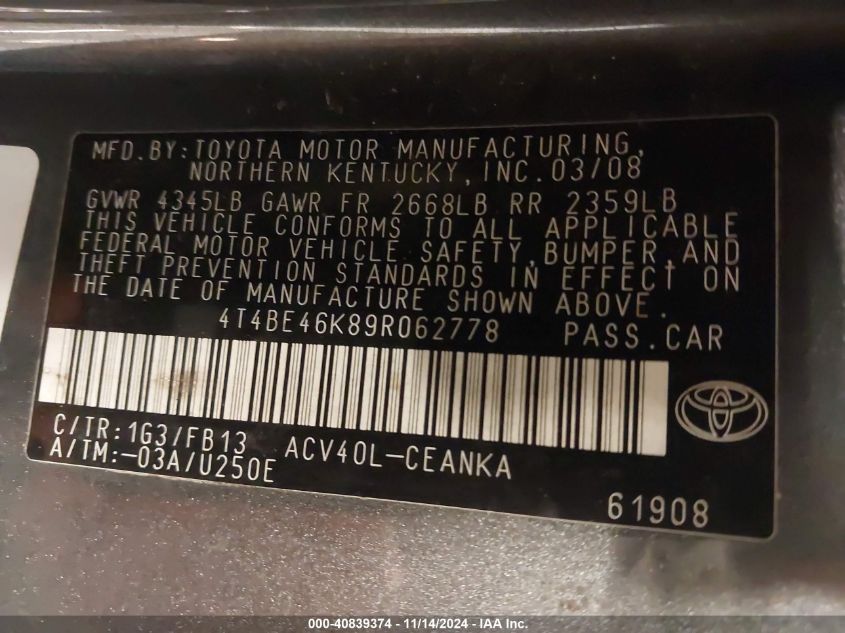 MFD.BY:TOYOTA MOTOR MANUFACTURING,
NORTHERN KENTUCKY,INC.03/08
GVWR 4345LB GAWR FR 2668LB RR 2359LB
THIS VEHICLE CONFORMS TO ALL APPLICABLE
FEDERAL MOTOR VEHICLE SAFETY,BUMPER,AND
THEFT PREVENTION STANDARDS IN EFFECT ON
THE DATE OF MANUFACTURE SHOWN ABOVE.
4T4BE46K89R062778 PASS.CAR
C/TR:1G3/FB13 ACV40L-CEANKA
A/TM:-03A/U250E
61908
000-40839374 - 11/14/2024 - IAA Inc.